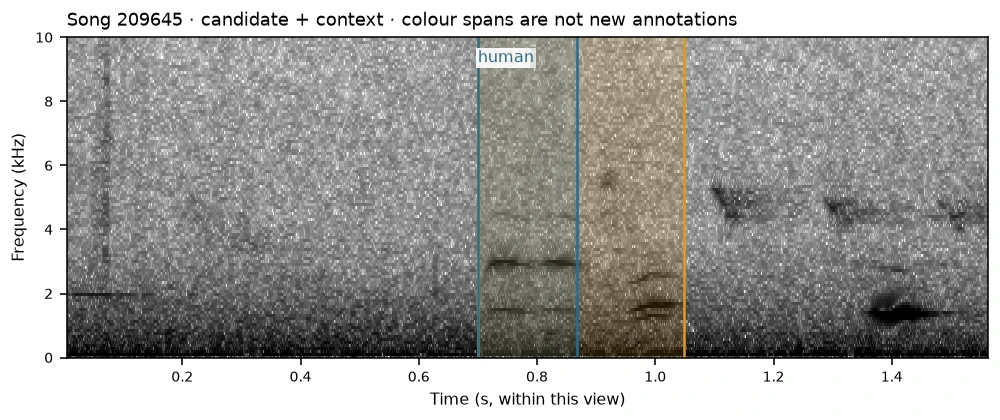 Song 209645 · candidate + context · colour spans are not new annotations
human
10
8
6
4
2
0
Frequency (kHz)
0.2 0.4 0.6 0.8 1.0 1.2 1.4
Time (s, within this view)